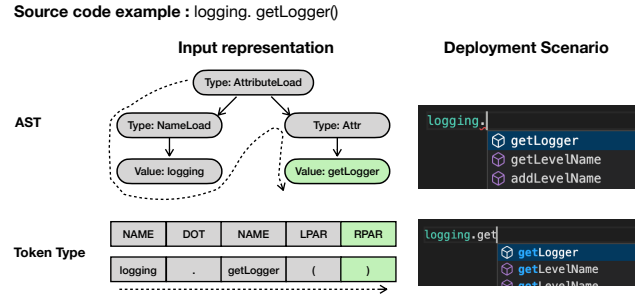 Source code example : logging. getLogger()
Input representation
Deployment Scenario
AST
Type: AttributeLoad
Type: NameLoad
Type: Attr
Value: logging
Value: getLogger
logging.
getLogger
getLevelName
addLevelName
Token Type
NAME DOT NAME LPAR RPAR
logging . getLogger ( )
logging.get
getLogger
getLevelName
getLevelName